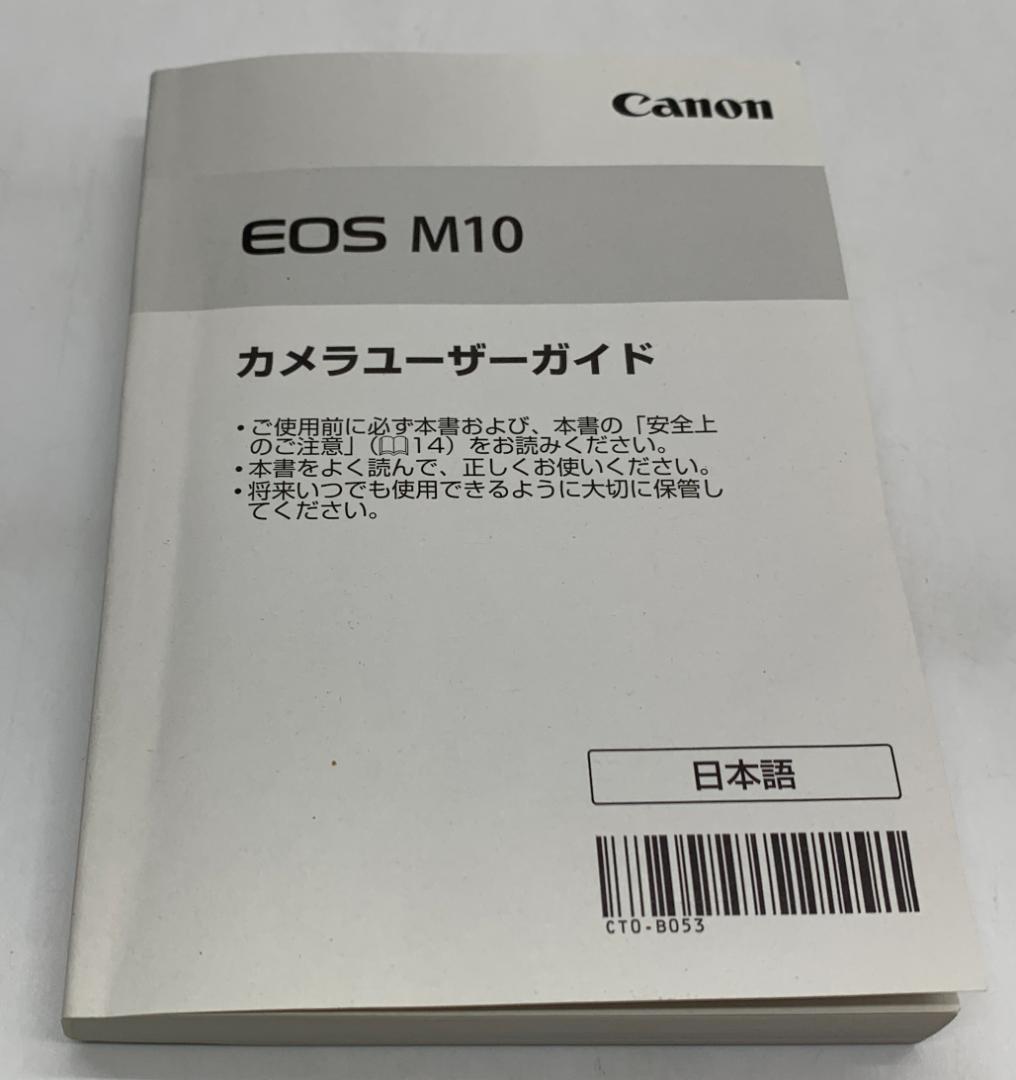 Canon
EOS M10
カメラユーザーガイド
•ご使用前に必ず本書および、本書の「安全上
のご注意」（📖14）をお読みください。
•本書をよく読んで、正しくお使いください。
•将来いつでも使用できるように大切に保管し
てください。
日本語
CT0-B053